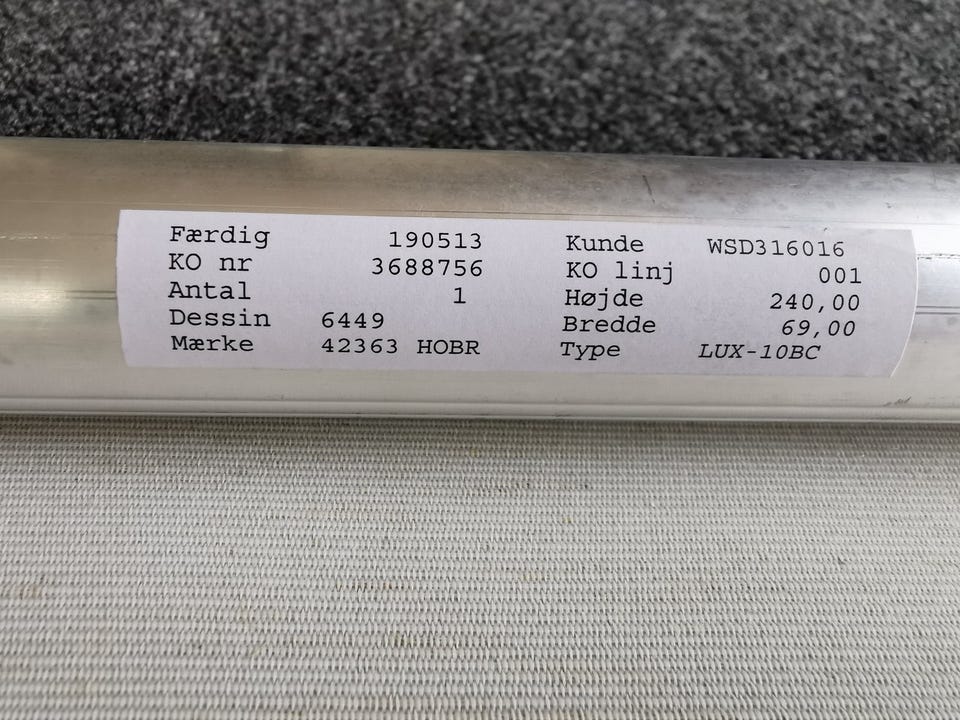 Færdig 190513 Kunde WSD316016
KO nr 3688756 KO linj 001
Antal 1 Højde 240,00
Dessin 6449 Bredde 69,00
Mærke 42363 HOBR Type LUX-10BC